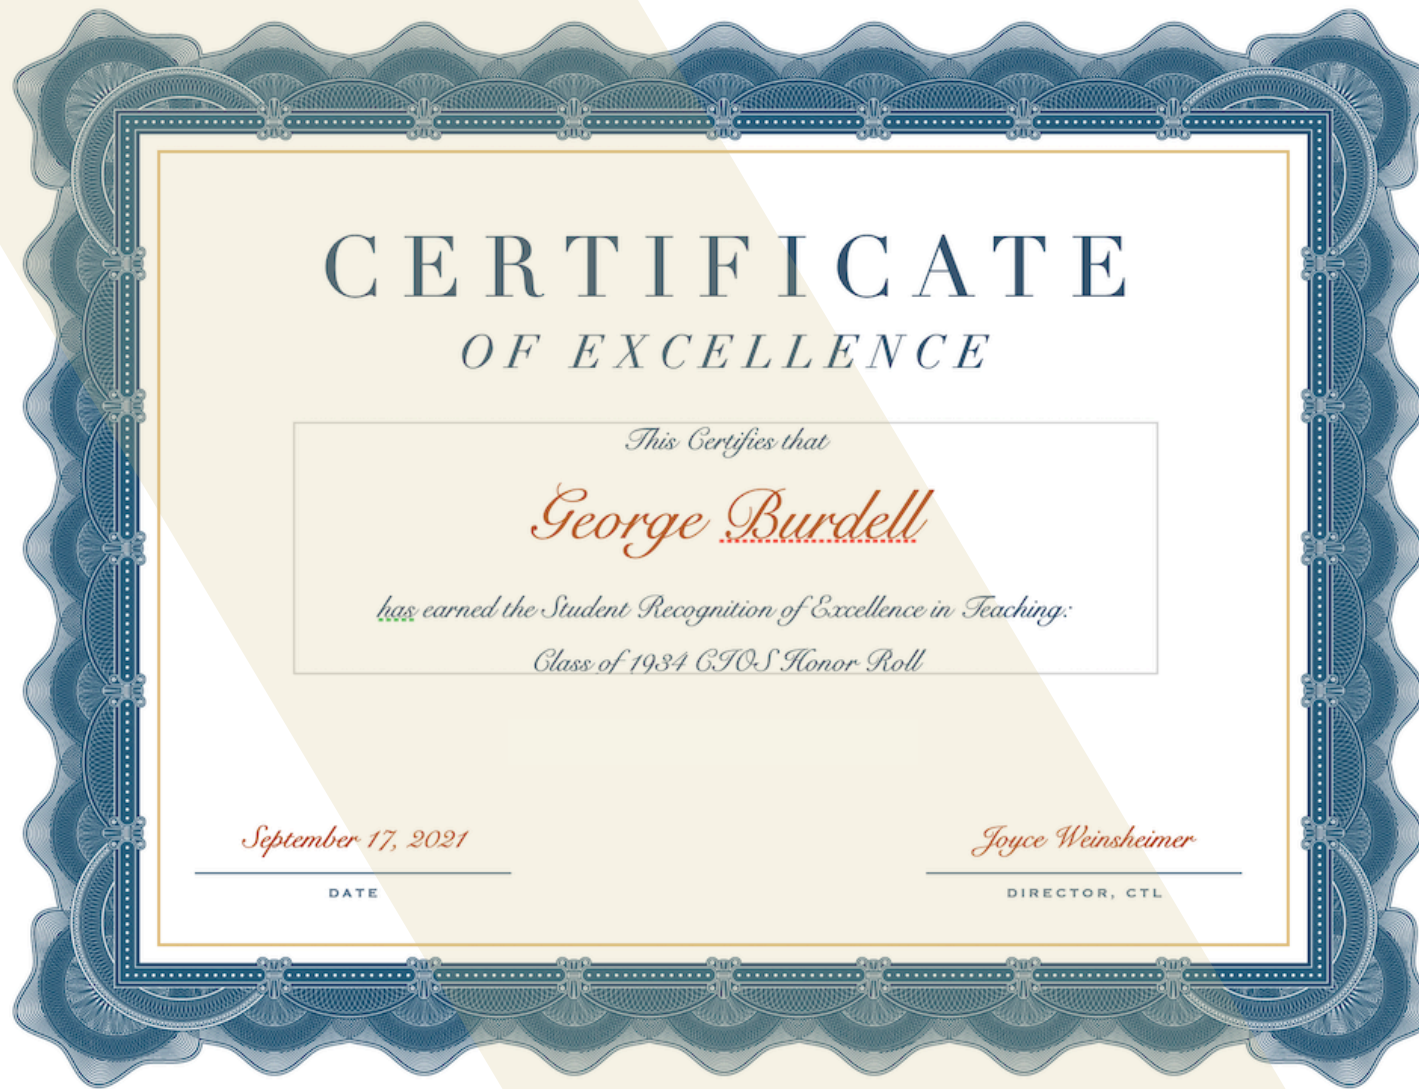 CERTIFICATE
OF EXCELLENCE
This Certifies that
George Burdell
has earned the Student Recognition of Excellence in Teaching:
Class of 1934 CIOS Honor Roll
September 17, 2021
Joyce Weinsheimer
DATE
DIRECTOR, CTL